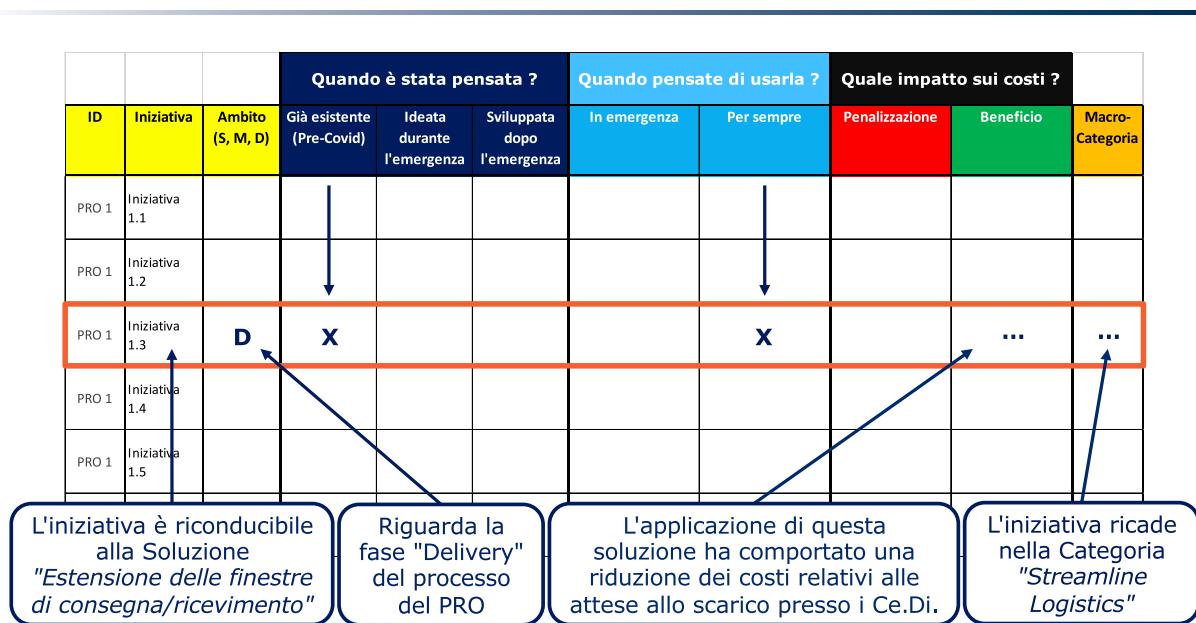 Quando è stata pensata ? Quando pensate di usarla ? Quale impatto sui costi ?
ID Iniziativa Ambito Già esistente Ideata Sviluppata In emergenza Per sempre Penalizzazione Beneficio Macro-
(S, M, D) (Pre-Covid) durante dopo Categoria
l'emergenza l'emergenza
PRO 1 Iniziativa
1.1
PRO 1 Iniziativa
1.2
PRO 1 Iniziativa D X X ... ...
1.3
PRO 1 Iniziativa
1.4
PRO 1 Iniziativa
1.5
L'iniziativa è riconducibile
alla Soluzione
"Estensione delle finestre
di consegna/ricevimento"
Riguarda la
fase "Delivery"
del processo
del PRO
L'applicazione di questa
soluzione ha comportato una
riduzione dei costi relativi alle
attese allo scarico presso i Ce.Di.
L'iniziativa ricade
nella Categoria
"Streamline
Logistics"